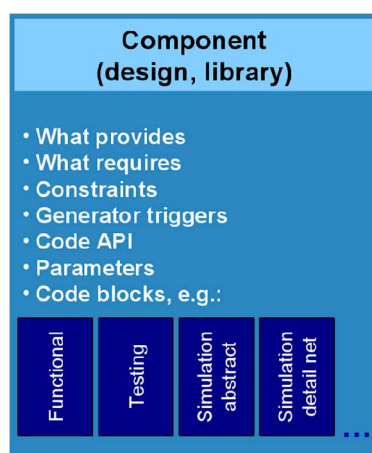 Component
(design, library)
• What provides
• What requires
• Constraints
• Generator triggers
• Code API
• Parameters
• Code blocks, e.g.:
Functional
Testing
Simulation
abstract
Simulation
detail net
...